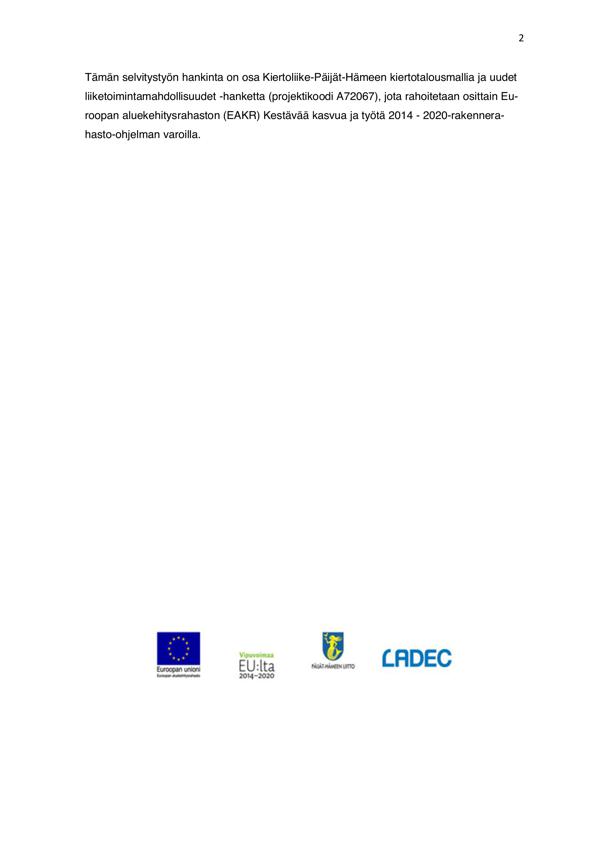 2
Tämän selvitystyön hankinta on osa Kiertoliike-Päijät-Hämeen kiertotalousmallia ja uudet
liiketoimintamahdollisuudet -hanketta (projektikoodi A72067), jota rahoitetaan osittain Eu-
roopan aluekehitysrahaston (EAKR) Kestävää kasvua ja työtä 2014 - 2020-rakennera-
hasto-ohjelman varoilla.
Euroopan unioni
Euroopan aluekehitysrahasto
Vipuvoimaa
EU:lta
2014–2020
PÄIJÄT-HÄMEEN LIITTO
LADEC